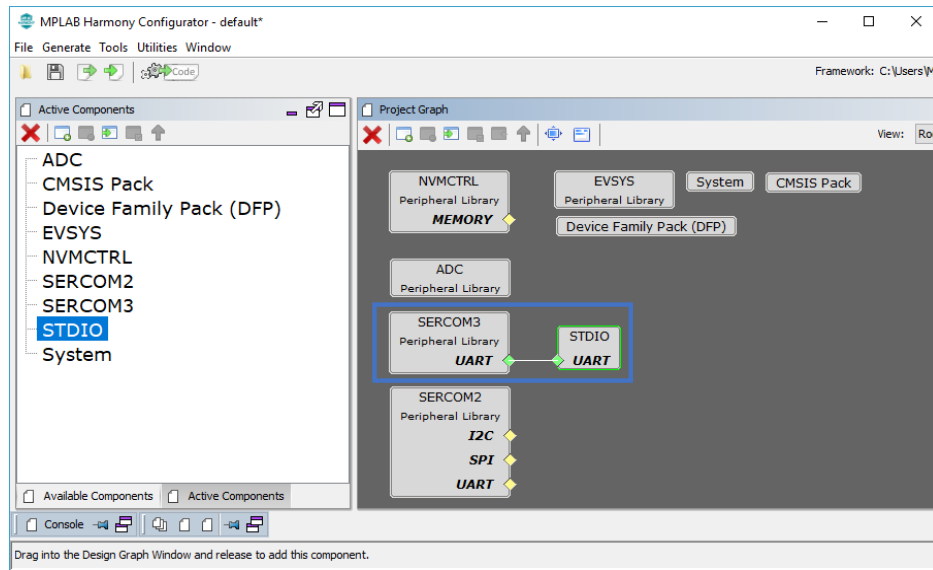 MPLAB Harmony Configurator - default*
File Generate Tools Utilities Window
Code
Framework: C:\Users\M
Active Components
Project Graph
View: Ro
ADC
CMSIS Pack
Device Family Pack (DFP)
EVSYS
NVMCTRL
SERCOM2
SERCOM3
STDIO
System
NVMCTRL
Peripheral Library
MEMORY
EVSYS
Peripheral Library
System
CMSIS Pack
Device Family Pack (DFP)
ADC
Peripheral Library
SERCOM3
Peripheral Library
UART
STDIO
UART
SERCOM2
Peripheral Library
I2C
SPI
UART
Available Components Active Components
Console
Drag into the Design Graph Window and release to add this component.